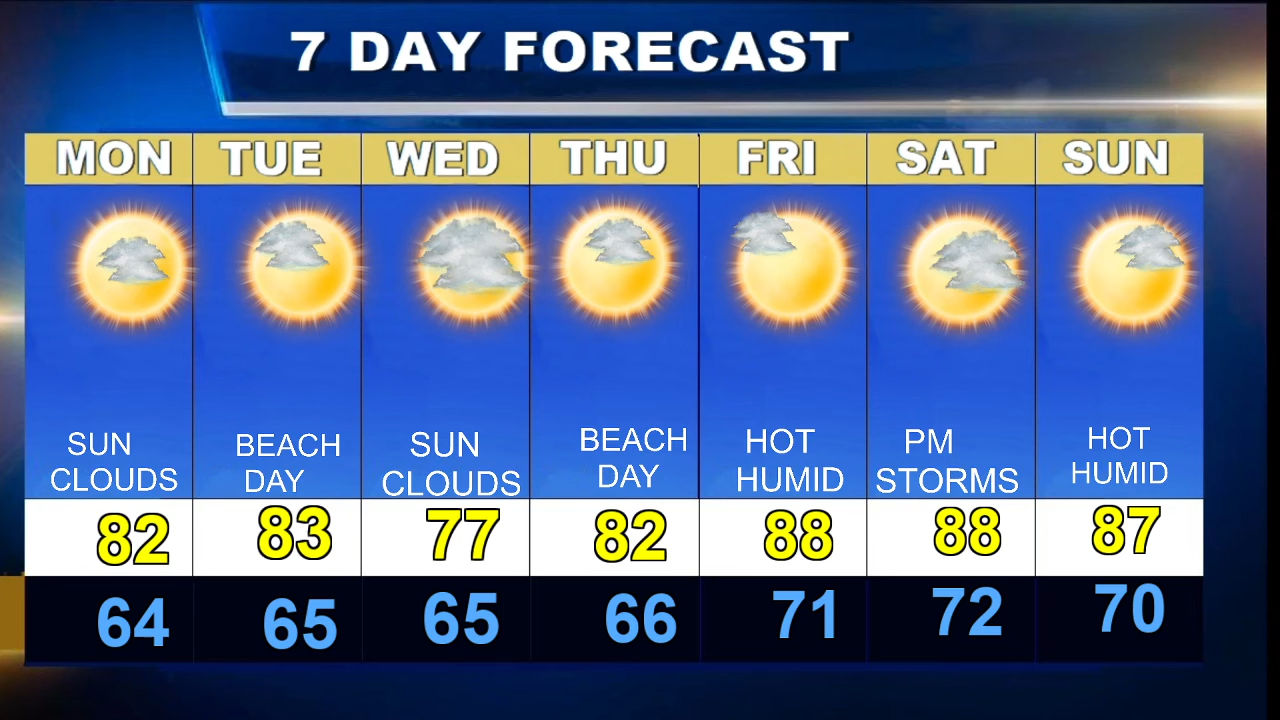 7 DAY FORECAST
MON TUE WED THU FRI SAT SUN
SUN BEACH SUN BEACH HOT PM HOT
CLOUDS DAY CLOUDS DAY HUMID STORMS HUMID
82 83 77 82 88 88 87
64 65 65 66 71 72 70